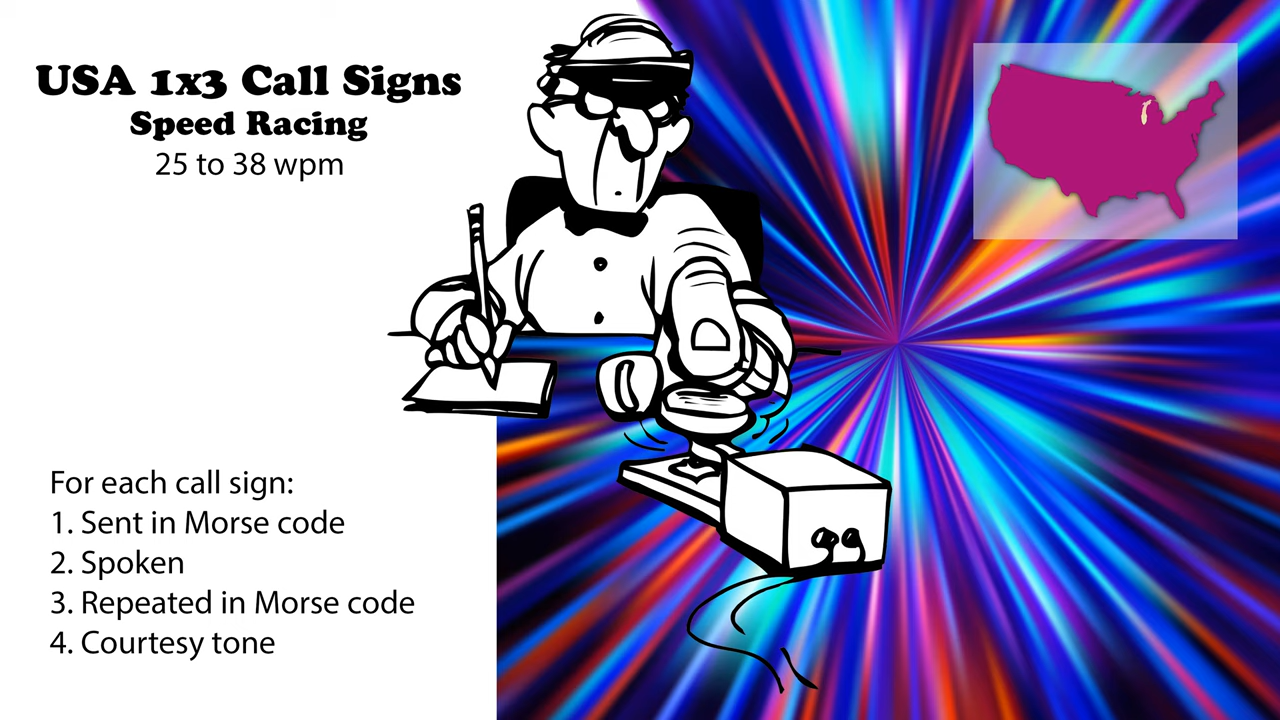 USA 1x3 Call Signs
Speed Racing
25 to 38 wpm
For each call sign:
1. Sent in Morse code
2. Spoken
3. Repeated in Morse code
4. Courtesy tone